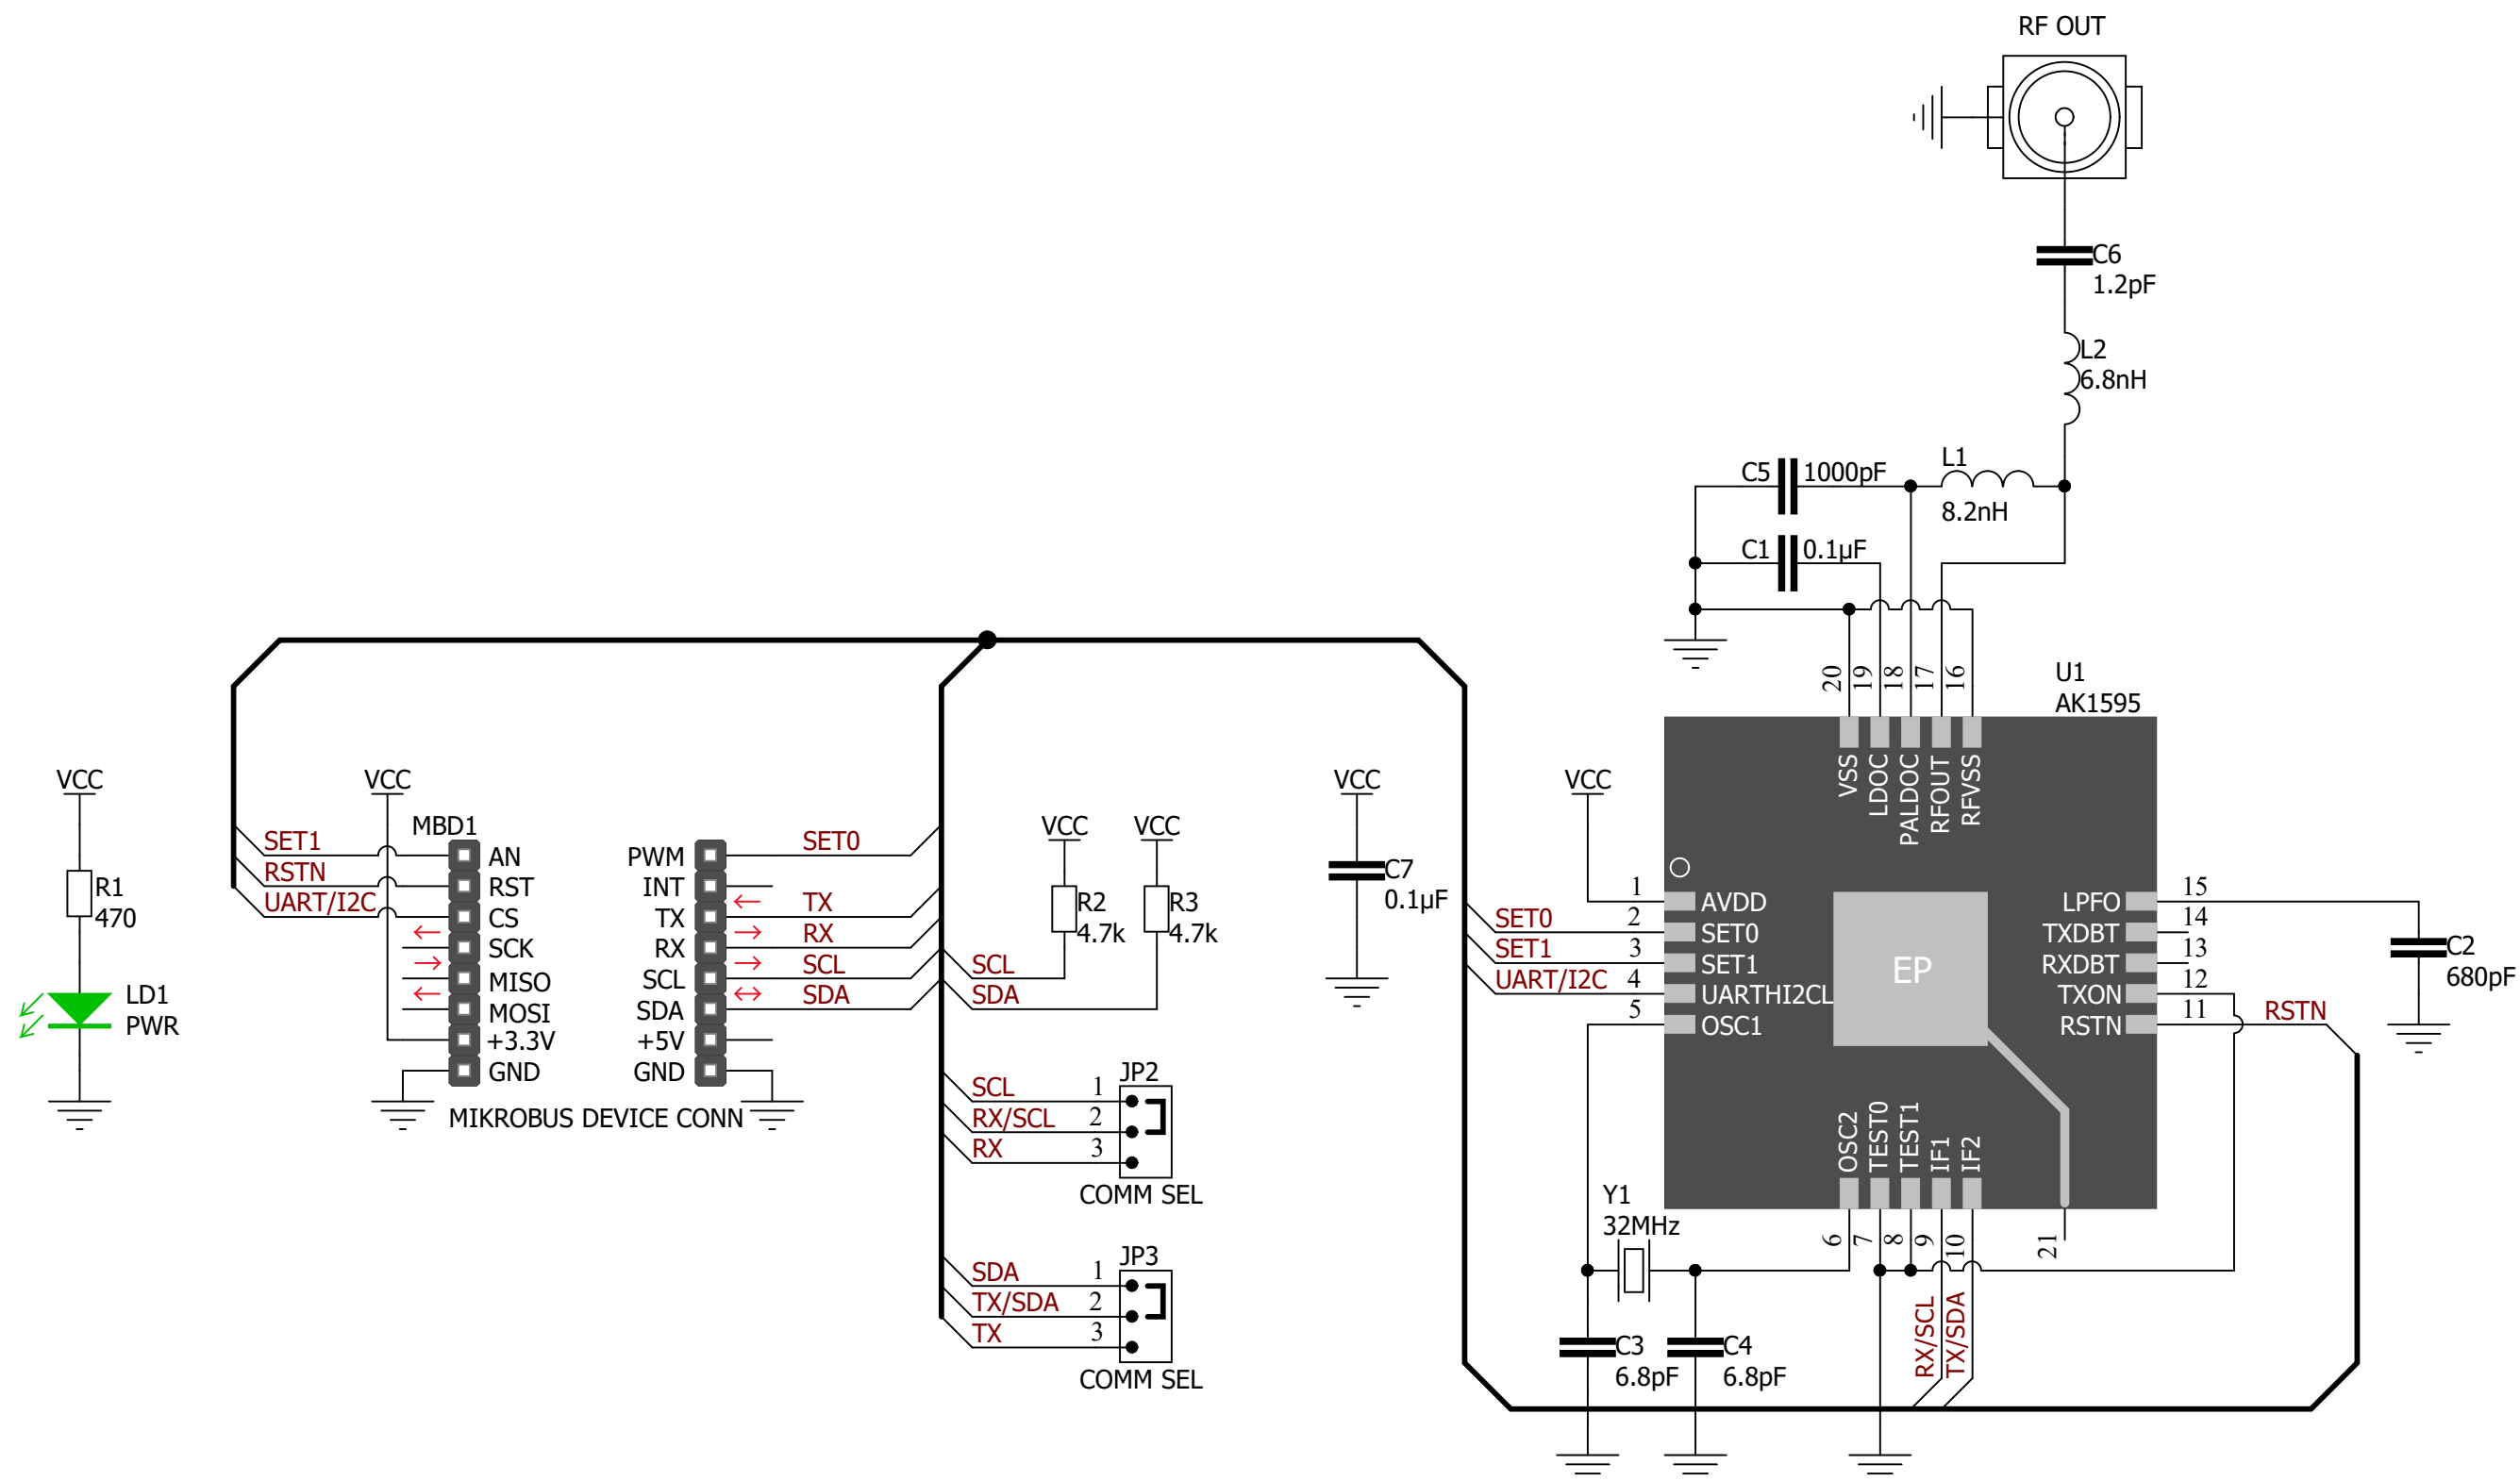 RF OUT
C6
1.2pF
L2
6.8nH
C5
1000pF
L1
8.2nH
C1
0.1µF
20
19
18
17
16
U1
AK1595
VSS
LDOC
PALDOC
RFOUT
RFVSS
VCC
R1
470
LD1
PWR
VCC
MBD1
SET1
RSTN
UART/I2C
AN
RST
CS
SCK
MISO
MOSI
+3.3V
GND
PWM
INT
TX
RX
SCL
SDA
+5V
GND
MIKROBUS DEVICE CONN
SET0
TX
RX
SCL
SDA
VCC
R2
4.7k
VCC
R3
4.7k
SCL
SDA
JP2
SCL 1
RX/SCL 2
RX 3
COMM SEL
JP3
SDA 1
TX/SDA 2
TX 3
COMM SEL
VCC
C7
0.1µF
VCC
SET0
SET1
UART/I2C
1
2
3
4
5
AVDD
SET0
SET1
UARTHI2CL
OSC1
EP
LPFO
TXDBT
RXDBT
TXON
RSTN
15
14
13
12
11
RSTN
C2
680pF
OSC2
TEST0
TEST1
IF1
IF2
6
7
8
9
10
21
Y1
32MHz
C3
6.8pF
C4
6.8pF
RX/SCL
TX/SDA